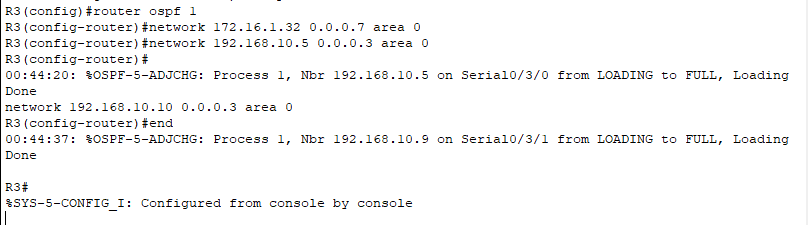 R3(config)#router ospf 1
R3(config-router)#network 172.16.1.32 0.0.0.7 area 0
R3(config-router)#network 192.168.10.5 0.0.0.3 area 0
R3(config-router)#
00:44:20: %OSPF-5-ADJCHG: Process 1, Nbr 192.168.10.5 on Serial0/3/0 from LOADING to FULL, Loading
Done
network 192.168.10.10 0.0.0.3 area 0
R3(config-router)#end
00:44:37: %OSPF-5-ADJCHG: Process 1, Nbr 192.168.10.9 on Serial0/3/1 from LOADING to FULL, Loading
Done
R3#
%SYS-5-CONFIG_I: Configured from console by console